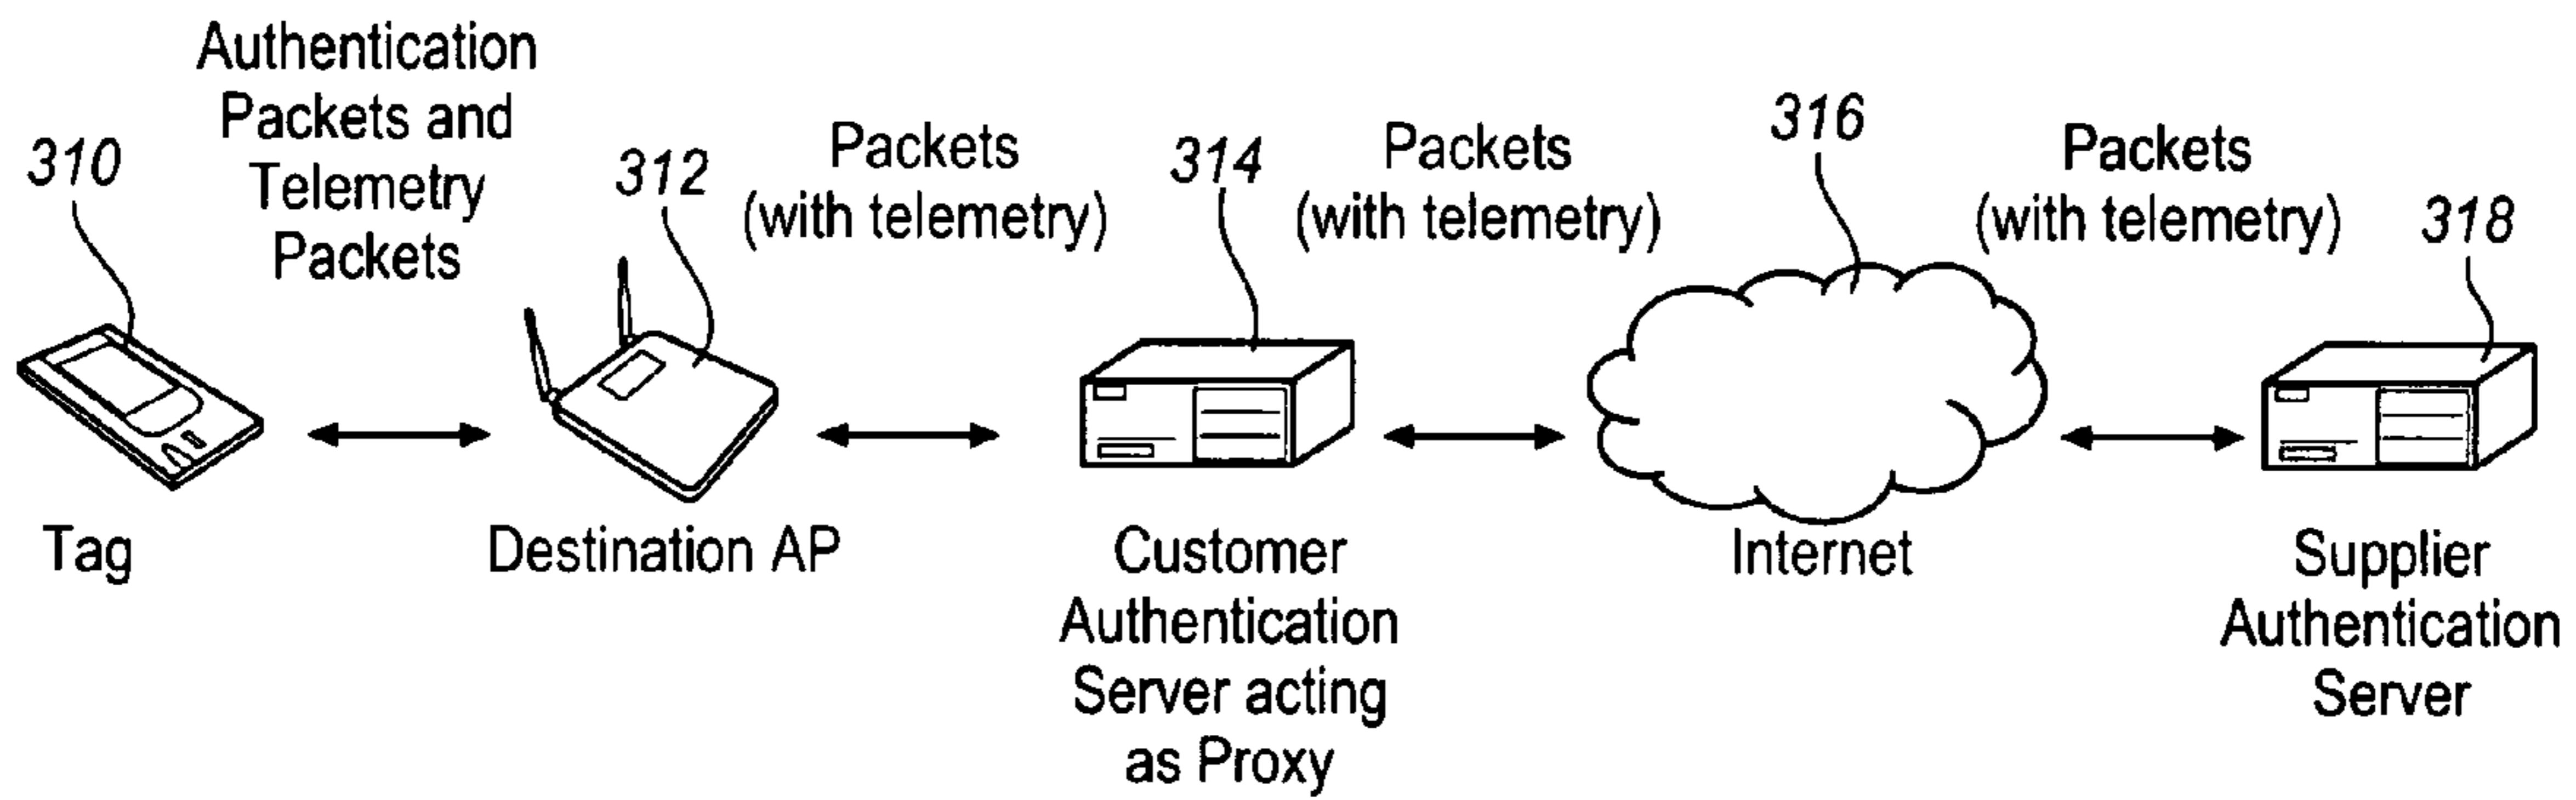 Authentication
Packets and
Telemetry
Packets
310
312
Packets
(with telemetry)
314
Packets
(with telemetry)
316
Packets
(with telemetry)
318
Tag
Destination AP
Customer
Authentication
Server acting
as Proxy
Internet
Supplier
Authentication
Server